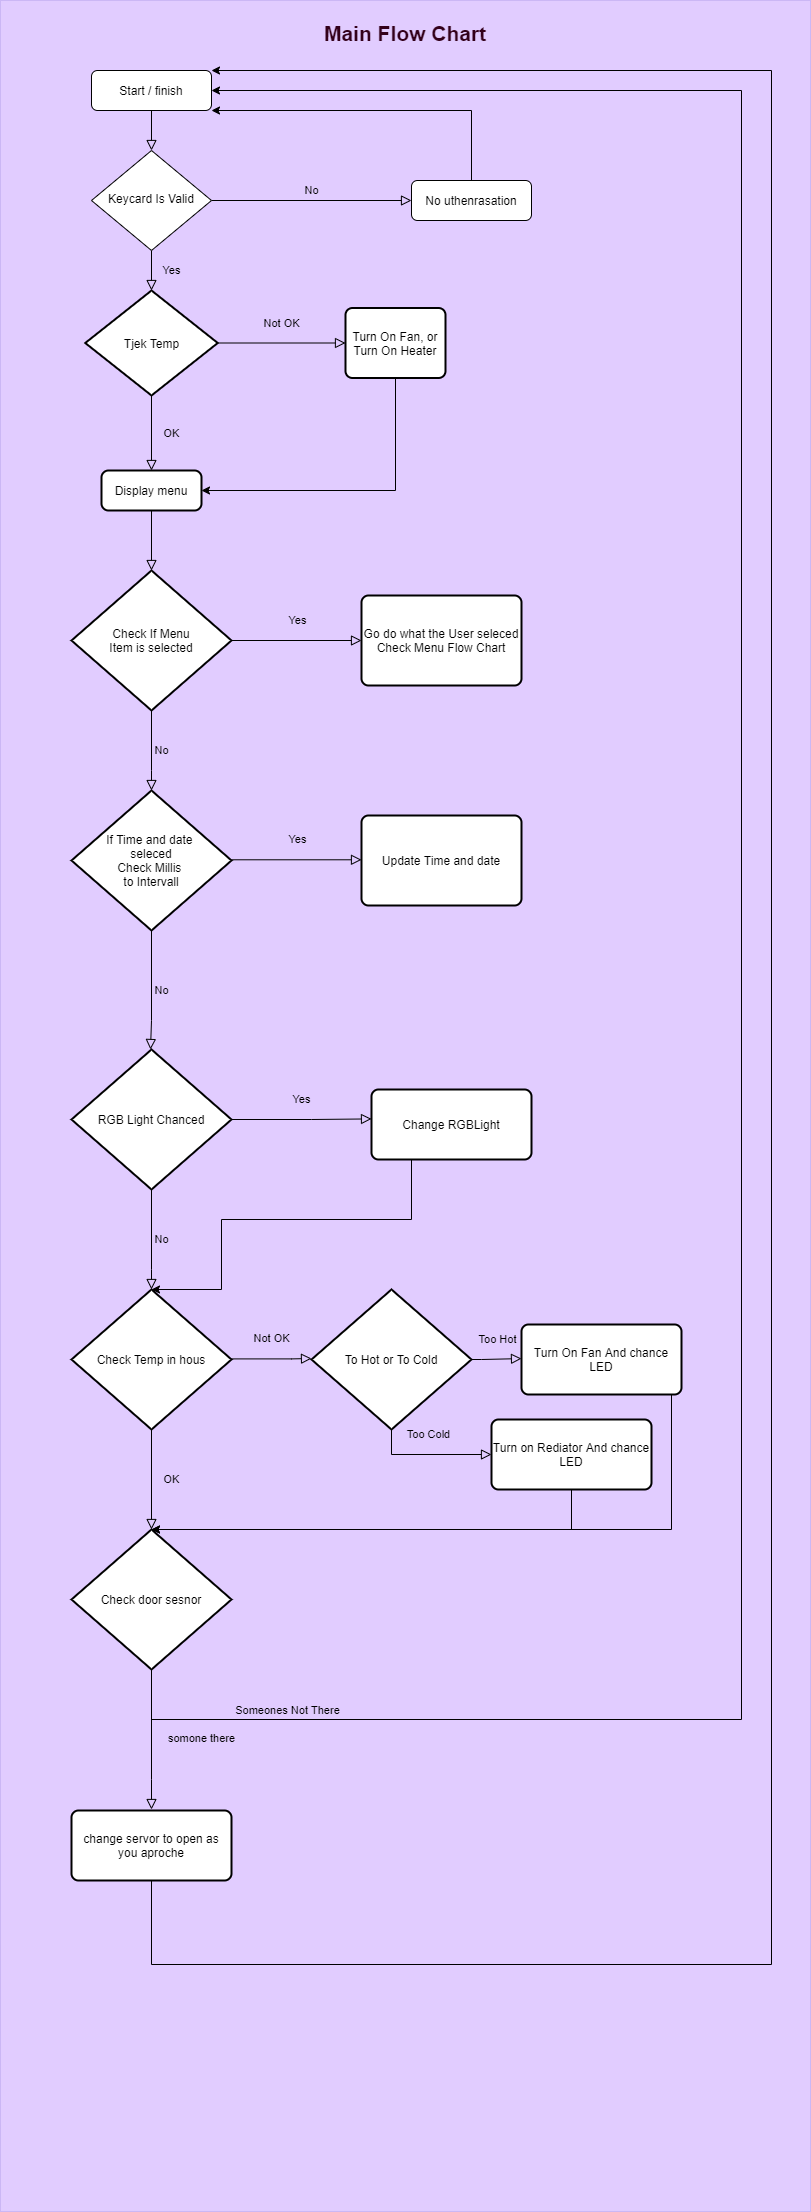 Main Flow Chart
Start / finish
Keycard Is Valid
No
No uthenrasation
Yes
Tjek Temp
Not OK
Turn On Fan, or
Turn On Heater
OK
Display menu
Check If Menu
Item is selected
Yes
Go do what the User seleced
Check Menu Flow Chart
No
If Time and date
seleced
Check Millis
to Intervall
Yes
Update Time and date
No
RGB Light Chanced
Yes
Change RGBLight
No
Check Temp in hous
Not OK
To Hot or To Cold
Too Hot
Turn On Fan And chance
LED
Too Cold
Turn on Rediator And chance
LED
OK
Check door sesnor
Someones Not There
somone there
change servor to open as
you aproche